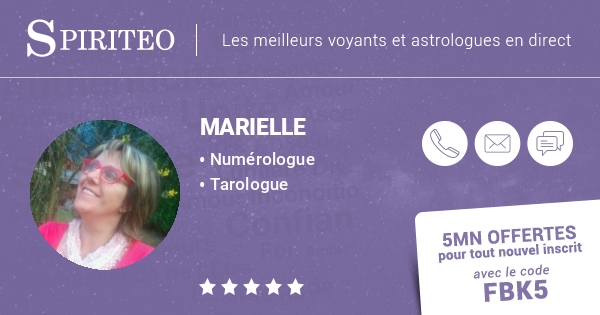 SPIRITEO
Les meilleurs voyants et astrologues en direct
MARIELLE
• Numérologue
• Tarologue
5MN OFFERTES
pour tout nouvel inscrit
avec le code
FBK5